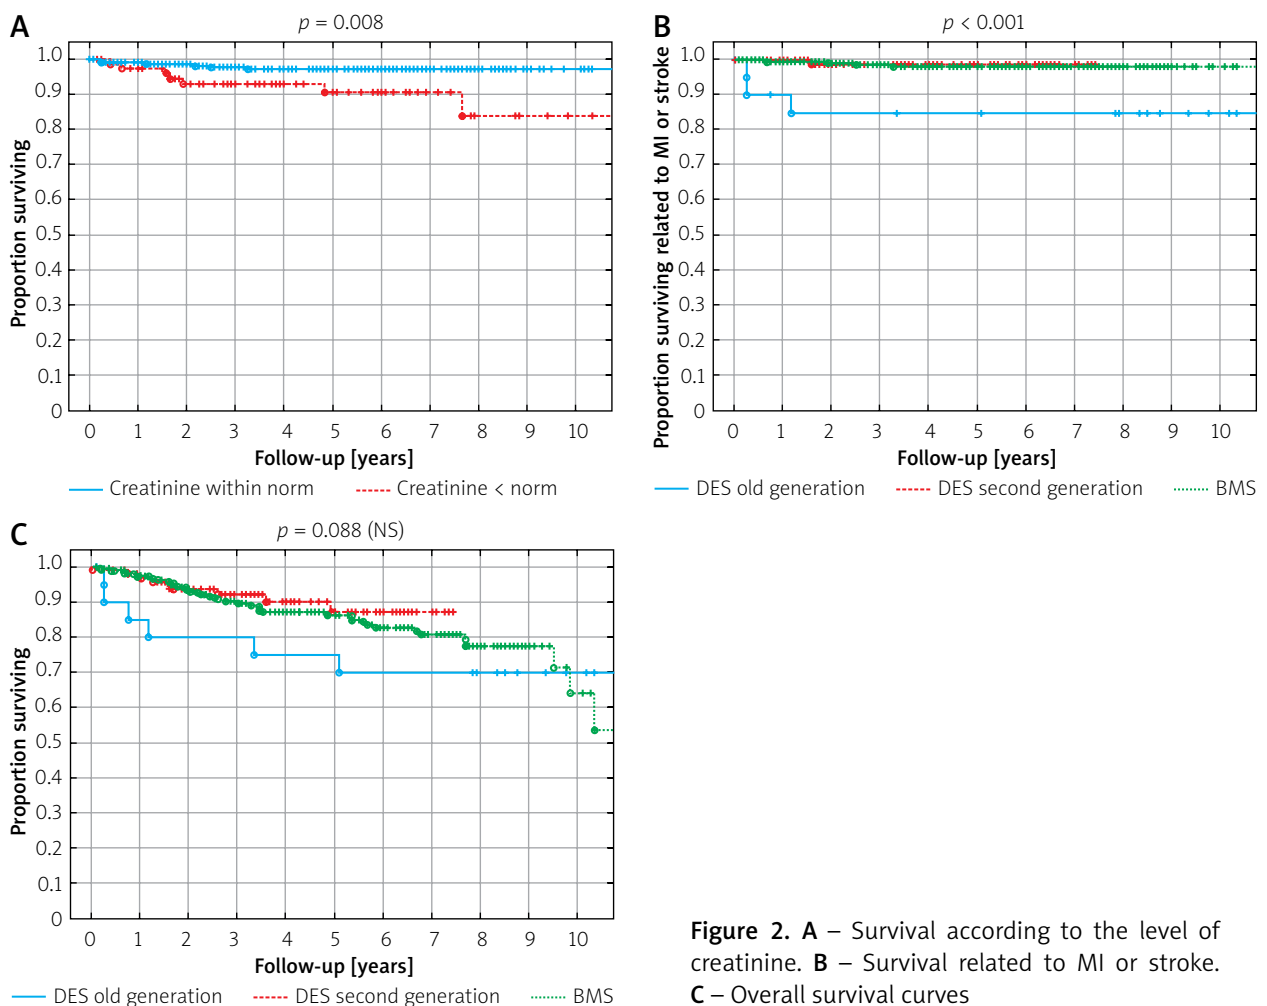 A
p = 0.008
Proportion surviving
1.0
0.9
0.8
0.7
0.6
0.5
0.4
0.3
0.2
0.1
0
0 1 2 3 4 5 6 7 8 9 10
Follow-up [years]
Creatinine within norm Creatinine < norm
B
p < 0.001
Proportion surviving related to MI or stroke
1.0
0.9
0.8
0.7
0.6
0.5
0.4
0.3
0.2
0.1
0
0 1 2 3 4 5 6 7 8 9 10
Follow-up [years]
DES old generation DES second generation BMS
C
p = 0.088 (NS)
Proportion surviving
1.0
0.9
0.8
0.7
0.6
0.5
0.4
0.3
0.2
0.1
0
0 1 2 3 4 5 6 7 8 9 10
Follow-up [years]
DES old generation DES second generation BMS
Figure 2. A – Survival according to the level of
creatinine. B – Survival related to MI or stroke.
C – Overall survival curves